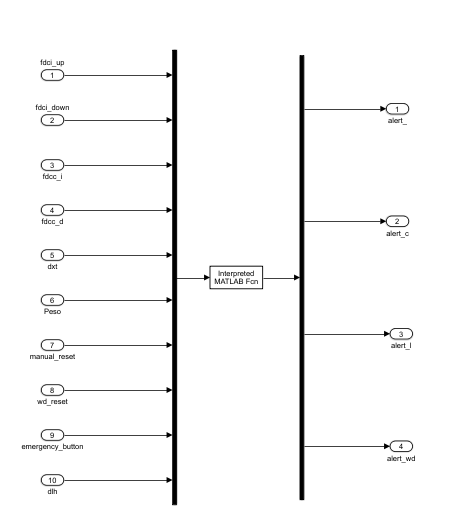 fdci_up
1
fdci_down
2
3
fdcc_i
4
fdcc_d
5
dxt
6
Peso
7
manual_reset
8
wd_reset
9
emergency_button
10
dlh
Interpreted
MATLAB Fcn
1
alert_
2
alert_c
3
alert_l
4
alert_wd